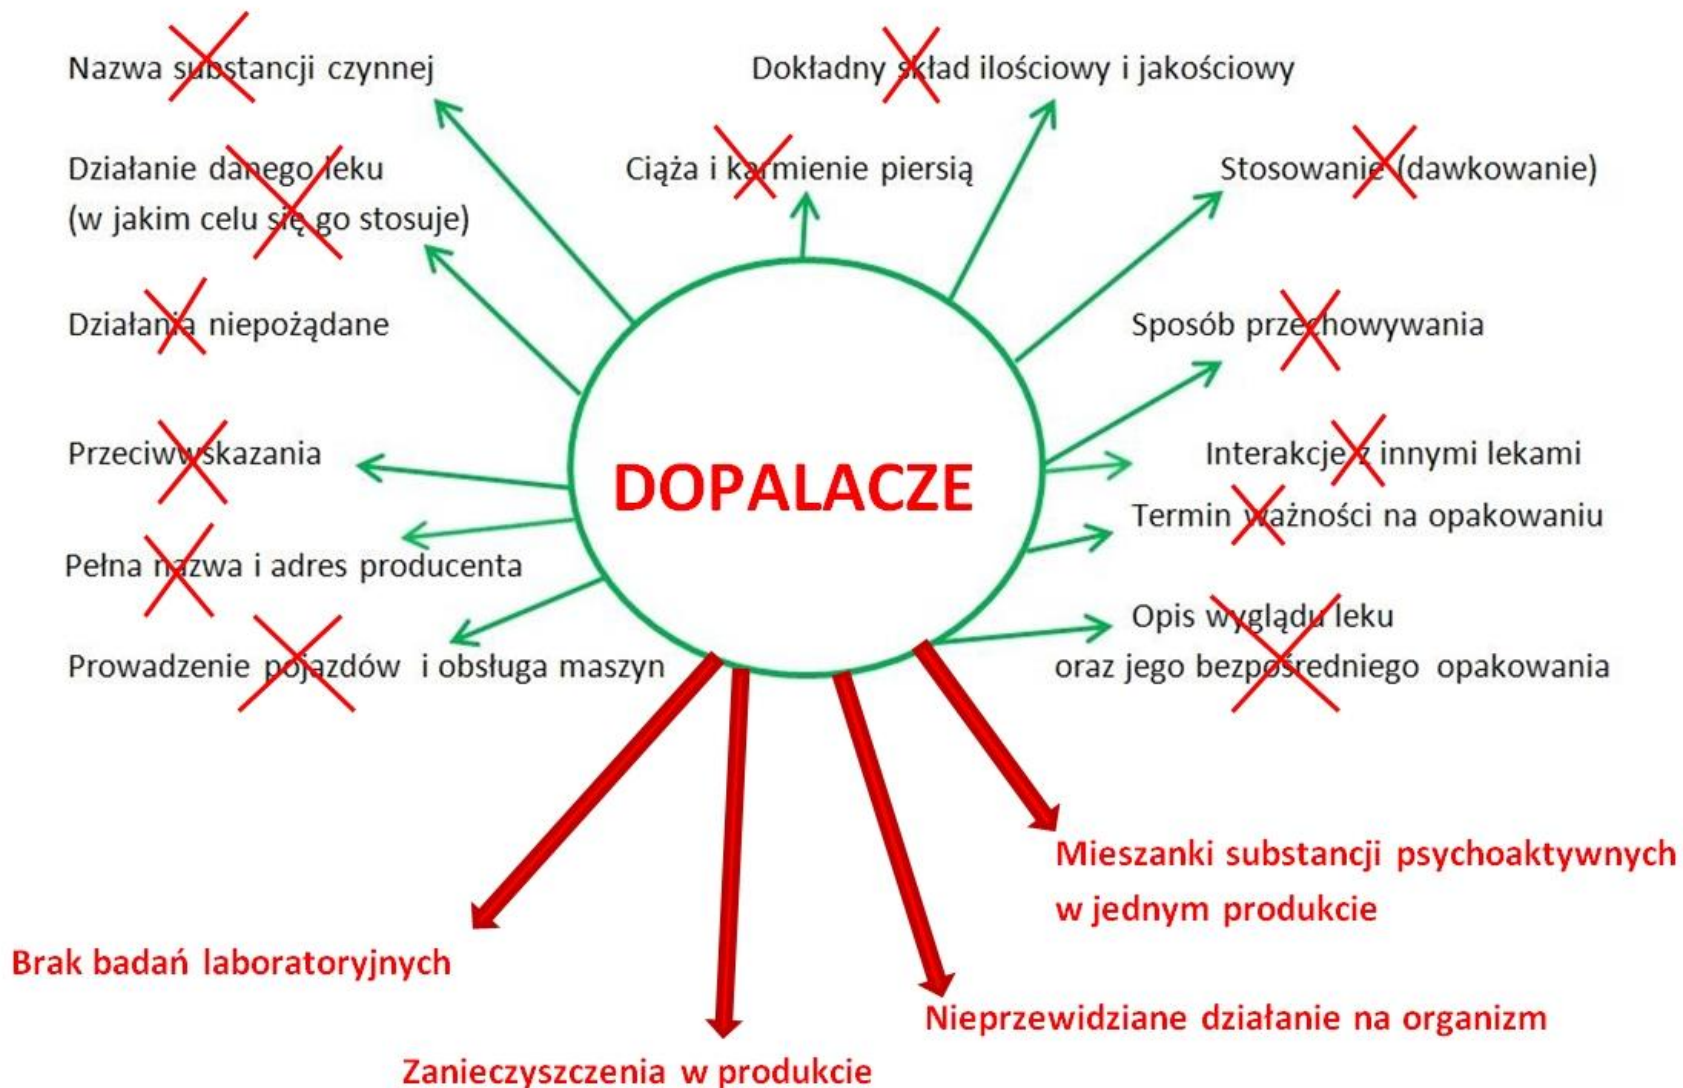 Nazwa substancji czynnej
Dokładny skład ilościowy i jakościowy
Działanie danego leku
(w jakim celu się go stosuje)
Ciąża i karmienie piersią
Stosowanie (dawkowanie)
Działania niepożądane
Sposób przechowywania
Przeciwwskazania
Interakcje z innymi lekami
DOPALACZE
Termin ważności na opakowaniu
Pełna nazwa i adres producenta
Opis wyglądu leku
oraz jego bezpośredniego opakowania
Prowadzenie pojazdów i obsługa maszyn
Mieszanki substancji psychoaktywnych
w jednym produkcie
Brak badań laboratoryjnych
Nieprzewidziane działanie na organizm
Zanieczyszczenia w produkcie